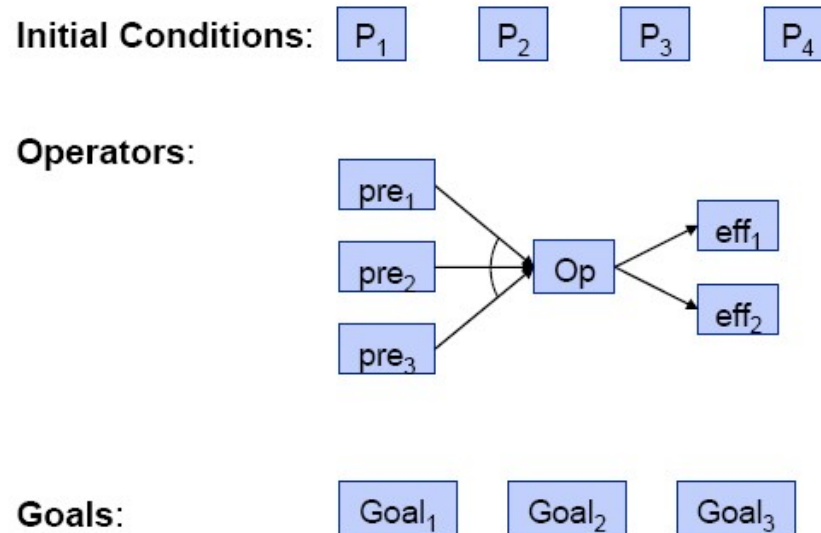 Initial Conditions: P₁ P₂ P₃ P₄
Operators:
pre₁
eff₁
pre₂ Op
eff₂
pre₃
Goals: Goal₁ Goal₂ Goal₃